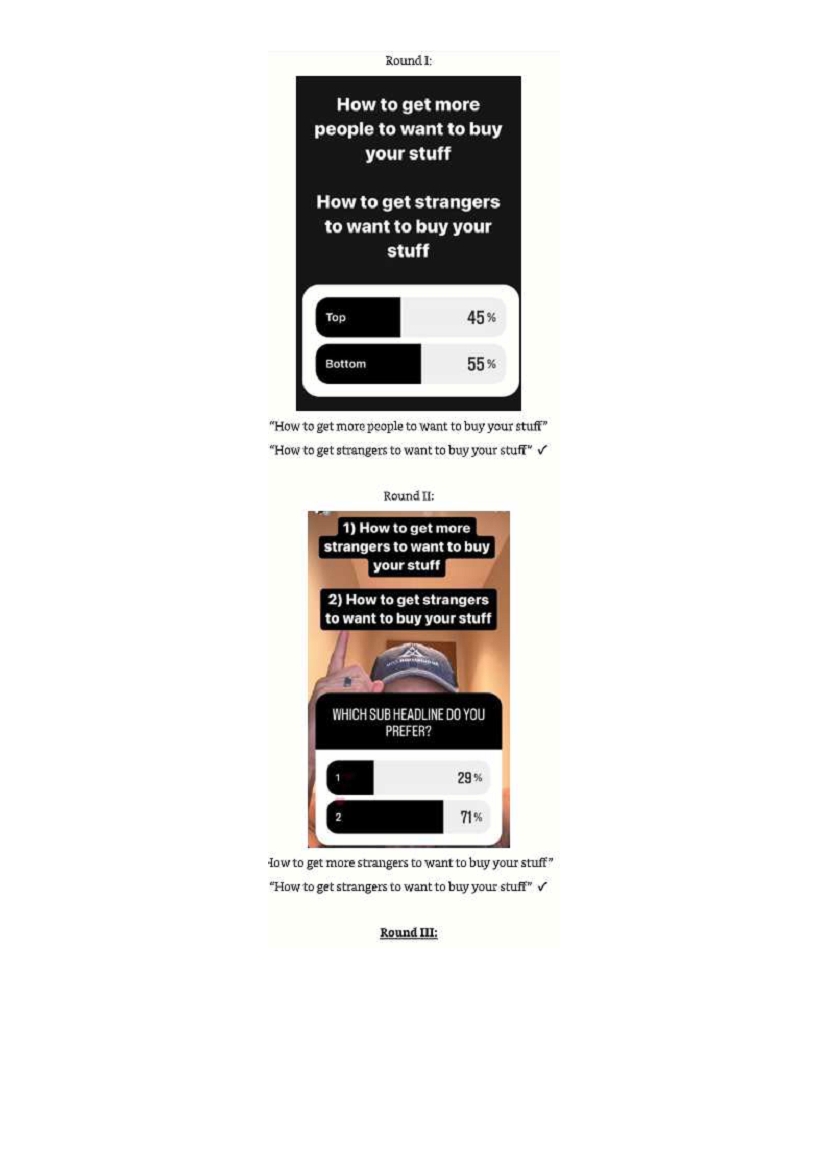 Round I:
How to get more
people to want to buy
your stuff
How to get strangers
to want to buy your
stuff
Top 45%
Bottom 55%
“How to get more people to want to buy your stuff”
“How to get strangers to want to buy your stuff” ✓
Round II:
1) How to get more
strangers to want to buy
your stuff
2) How to get strangers
to want to buy your stuff
WHICH SUB HEADLINE DO YOU
PREFER?
1 29%
2 71%
How to get more strangers to want to buy your stuff”
“How to get strangers to want to buy your stuff” ✓
Round III: